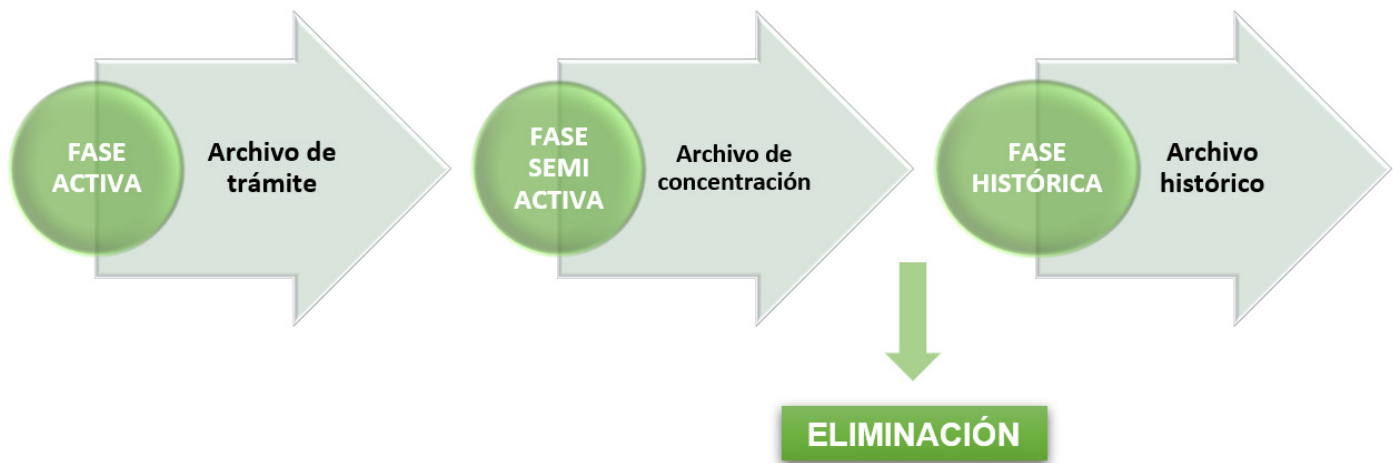 FASE
ACTIVA
Archivo de
trámite
FASE
SEMI
ACTIVA
Archivo de
concentración
FASE
HISTÓRICA
Archivo
histórico
ELIMINACIÓN